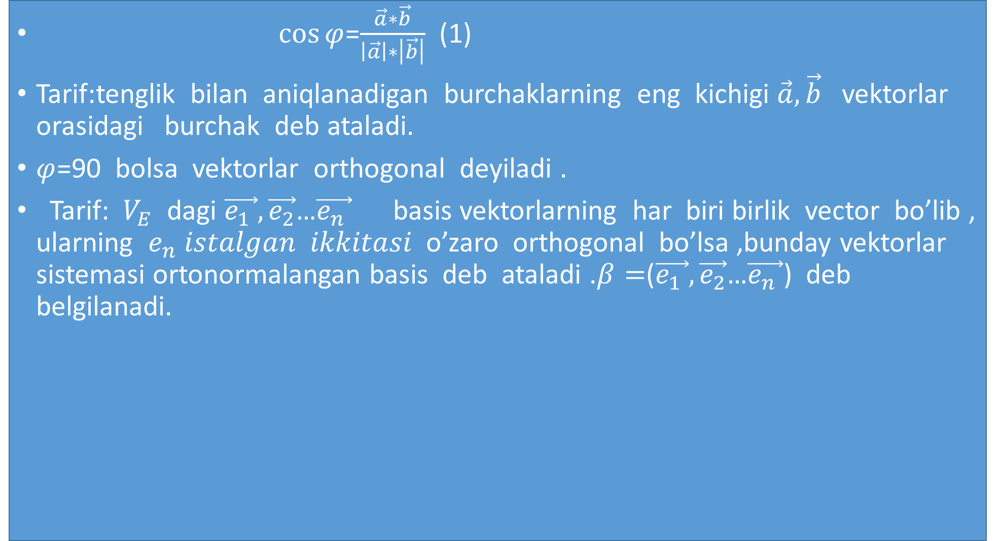 • cos φ=\frac{\vec{a}*\vec{b}}{|\vec{a}|*|\vec{b}|} (1)
• Tarif:tenglik bilan aniqlanadigan burchaklarning eng kichigi \vec{a}, \vec{b} vektorlar
orasidagi burchak deb ataladi.
• φ=90 bolsa vektorlar orthogonal deyiladi .
• Tarif: V_E dagi \overrightarrow{e_1}, \overrightarrow{e_2}...\overrightarrow{e_n} basis vektorlarning har biri birlik vector bo’lib ,
ularning e_n istalgan ikkitasi o’zaro orthogonal bo’lsa ,bunday vektorlar
sistemasi ortonormalangan basis deb ataladi .β =(\overrightarrow{e_1}, \overrightarrow{e_2}...\overrightarrow{e_n}) deb
belgilanadi.